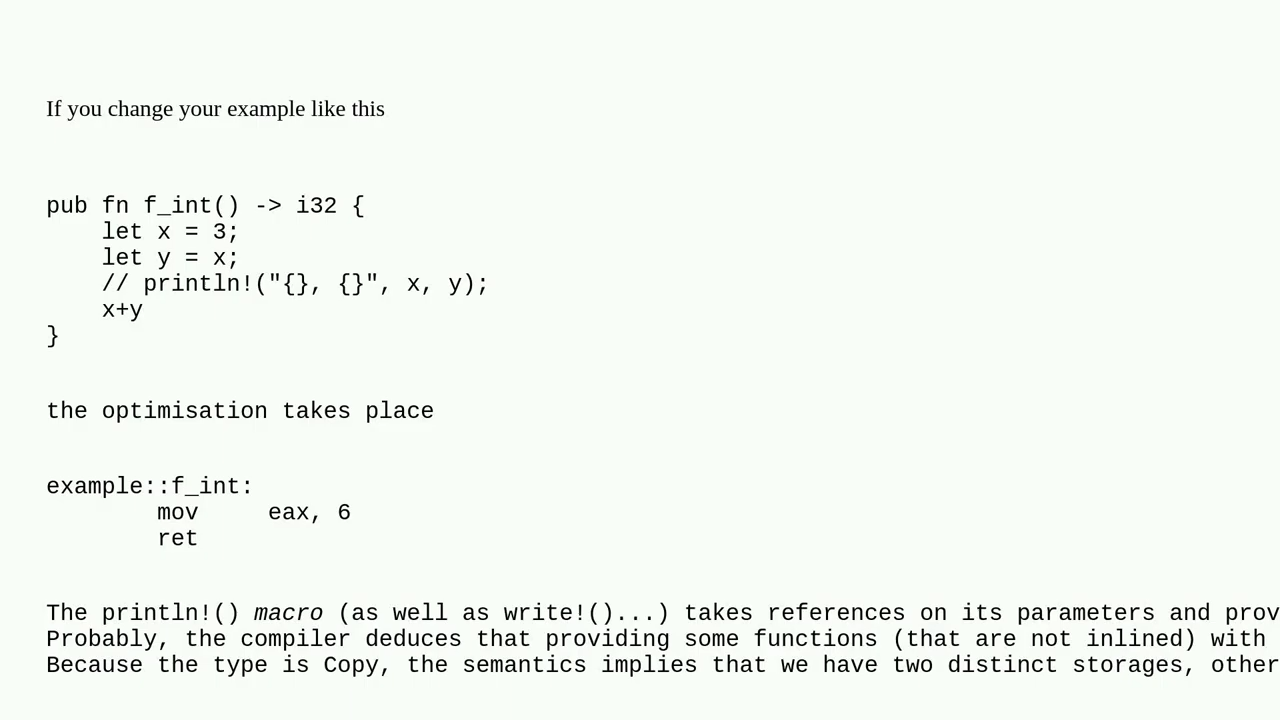 If you change your example like this
pub fn f_int() -> i32 {
    let x = 3;
    let y = x;
    // println!("{}, {}", x, y);
    x+y
}
the optimisation takes place
example::f_int:
        mov     eax, 6
        ret
The println!() macro (as well as write!()...) takes references on its parameters and prov
Probably, the compiler deduces that providing some functions (that are not inlined) with
Because the type is Copy, the semantics implies that we have two distinct storages, other